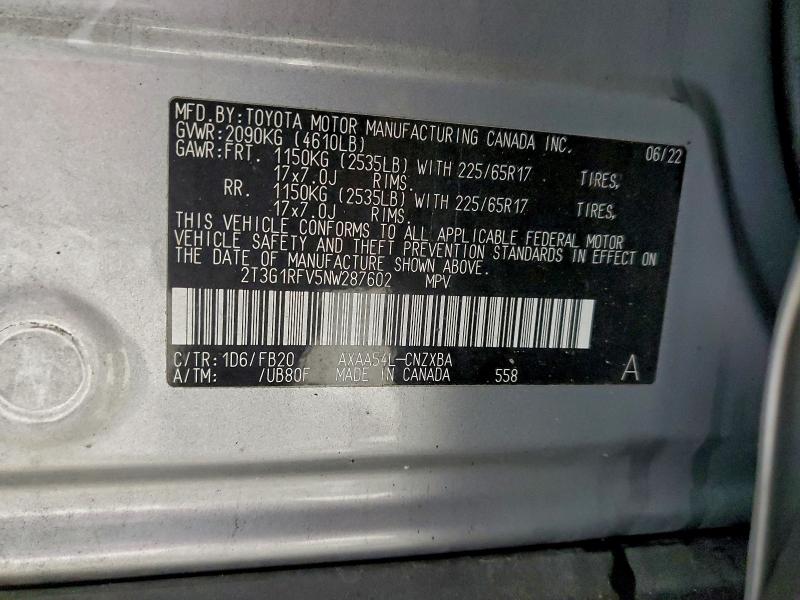 MFD.BY:TOYOTA MOTOR MANUFACTURING CANADA INC. 06/22
GVWR:2090KG (4610LB)
GAWR:FRT. 1150KG (2535LB) WITH 225/65R17 TIRES,
17x7.0J RIMS.
RR. 1150KG (2535LB) WITH 225/65R17 TIRES,
17x7.0J RIMS.
THIS VEHICLE CONFORMS TO ALL APPLICABLE FEDERAL MOTOR
VEHICLE SAFETY AND THEFT PREVENTION STANDARDS IN EFFECT ON
THE DATE OF MANUFACTURE SHOWN ABOVE.
2T3G1RFV5NW287602 MPV
C/TR: 1D6/FB20 AXAA54L-CNZXBA
A/TM: /UB80F MADE IN CANADA 558 A